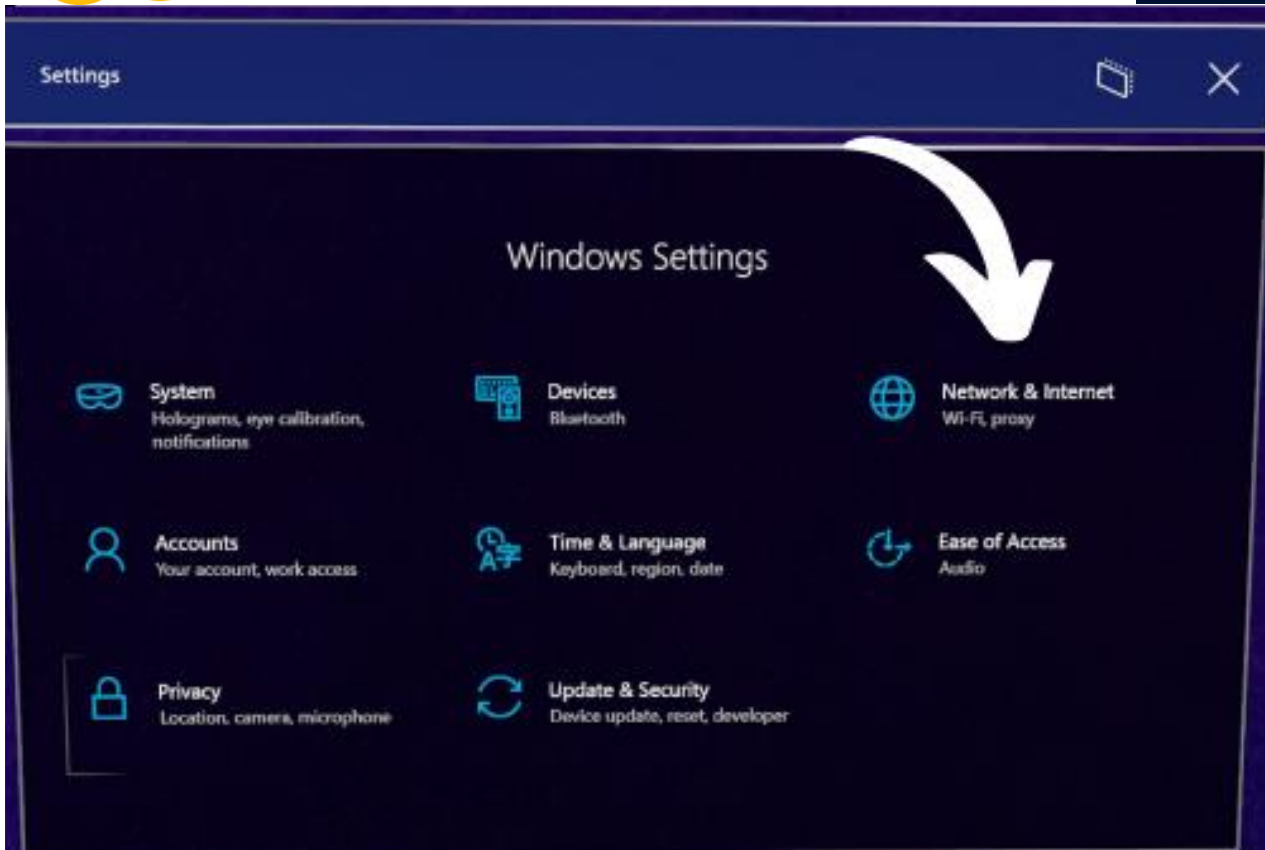 Settings
Windows Settings
System
Holograms, eye calibration,
notifications
Devices
Bluetooth
Network & Internet
Wi-Fi, proxy
Accounts
Your account, work access
Time & Language
Keyboard, region, date
Ease of Access
Audio
Privacy
Location, camera, microphone
Update & Security
Device update, reset, developer